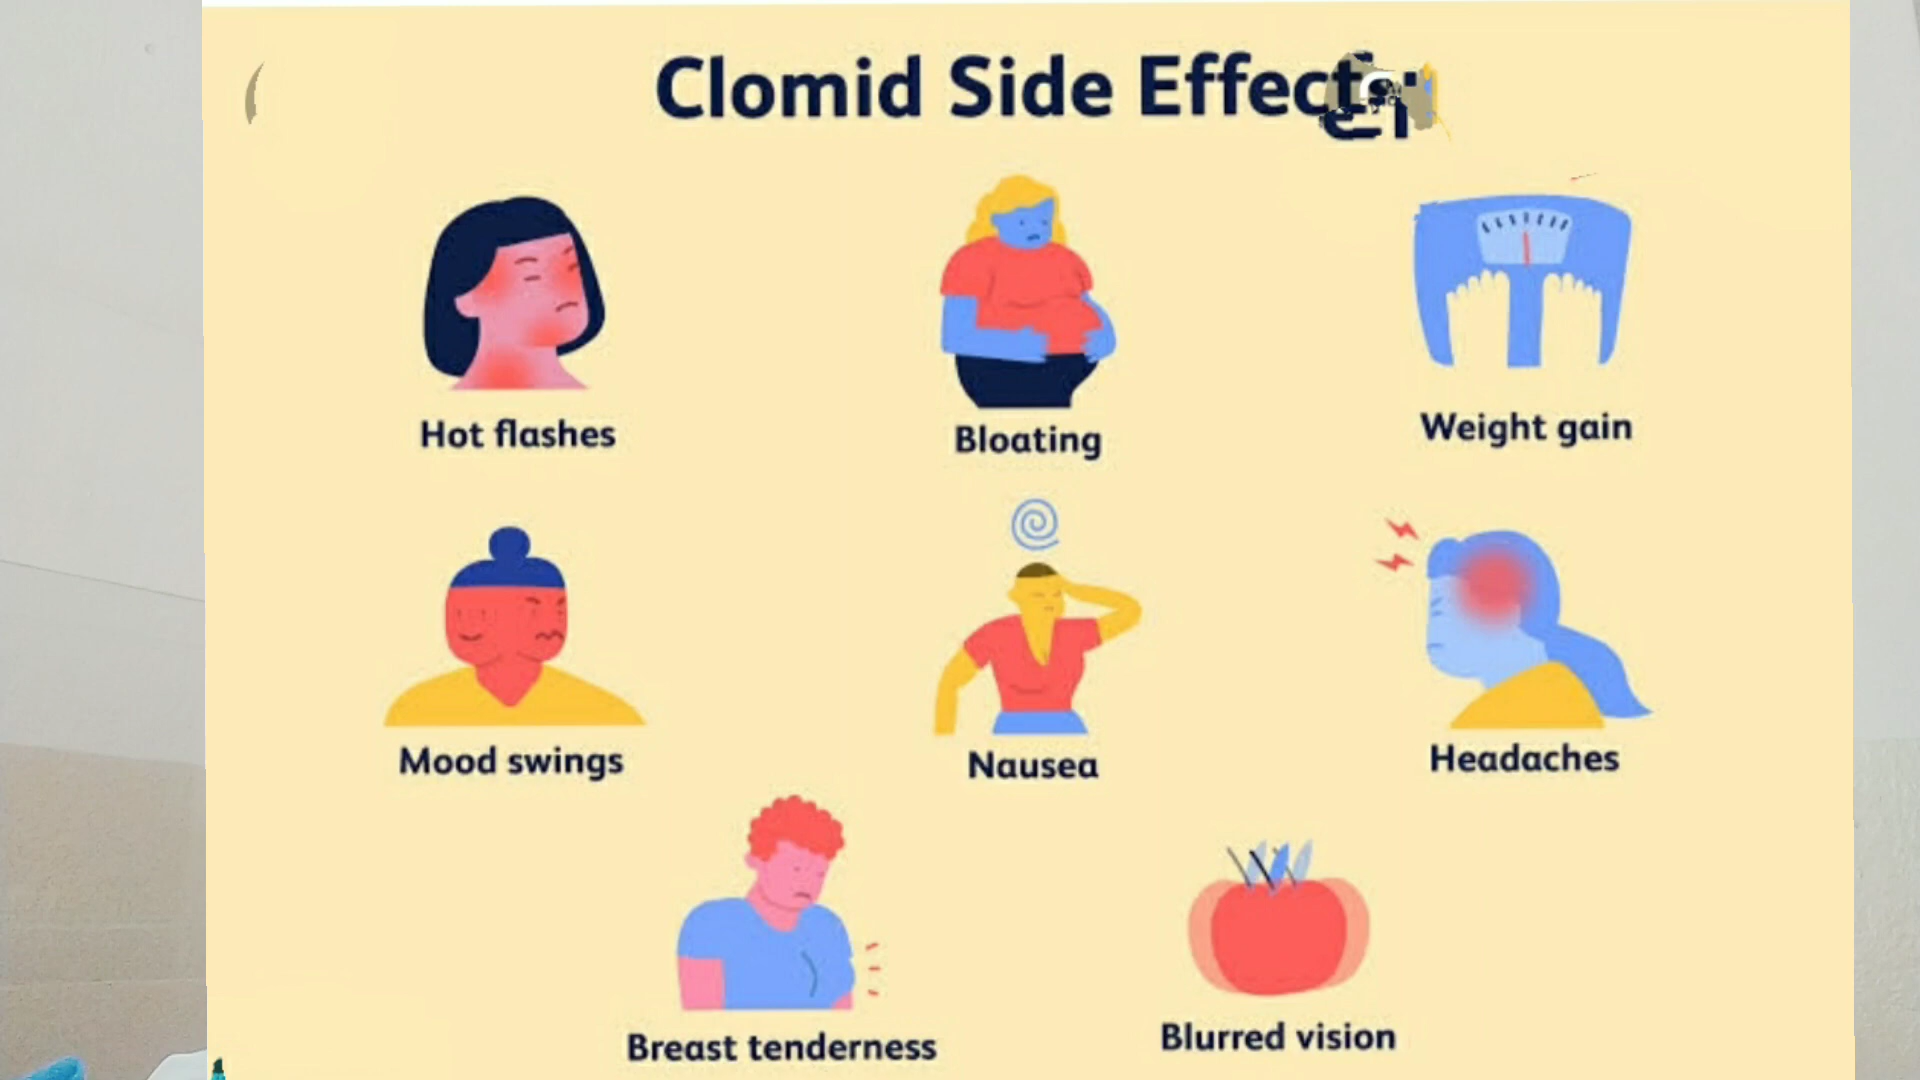 Clomid Side Effects
Hot flashes
Bloating
Weight gain
Mood swings
Nausea
Headaches
Breast tenderness
Blurred vision